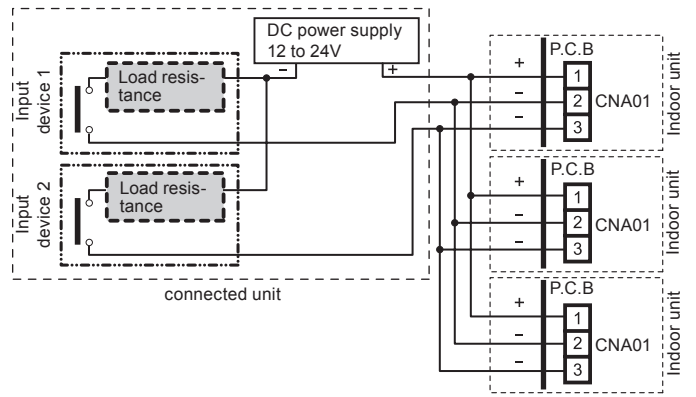 DC power supply
12 to 24V
−
+
Input
device 1
Load resis-
tance
Input
device 2
Load resis-
tance
connected unit
P.C.B
+
1
−
2
CNA01
−
3
Indoor unit
P.C.B
+
1
−
2
CNA01
−
3
Indoor unit
P.C.B
+
1
−
2
CNA01
−
3
Indoor unit